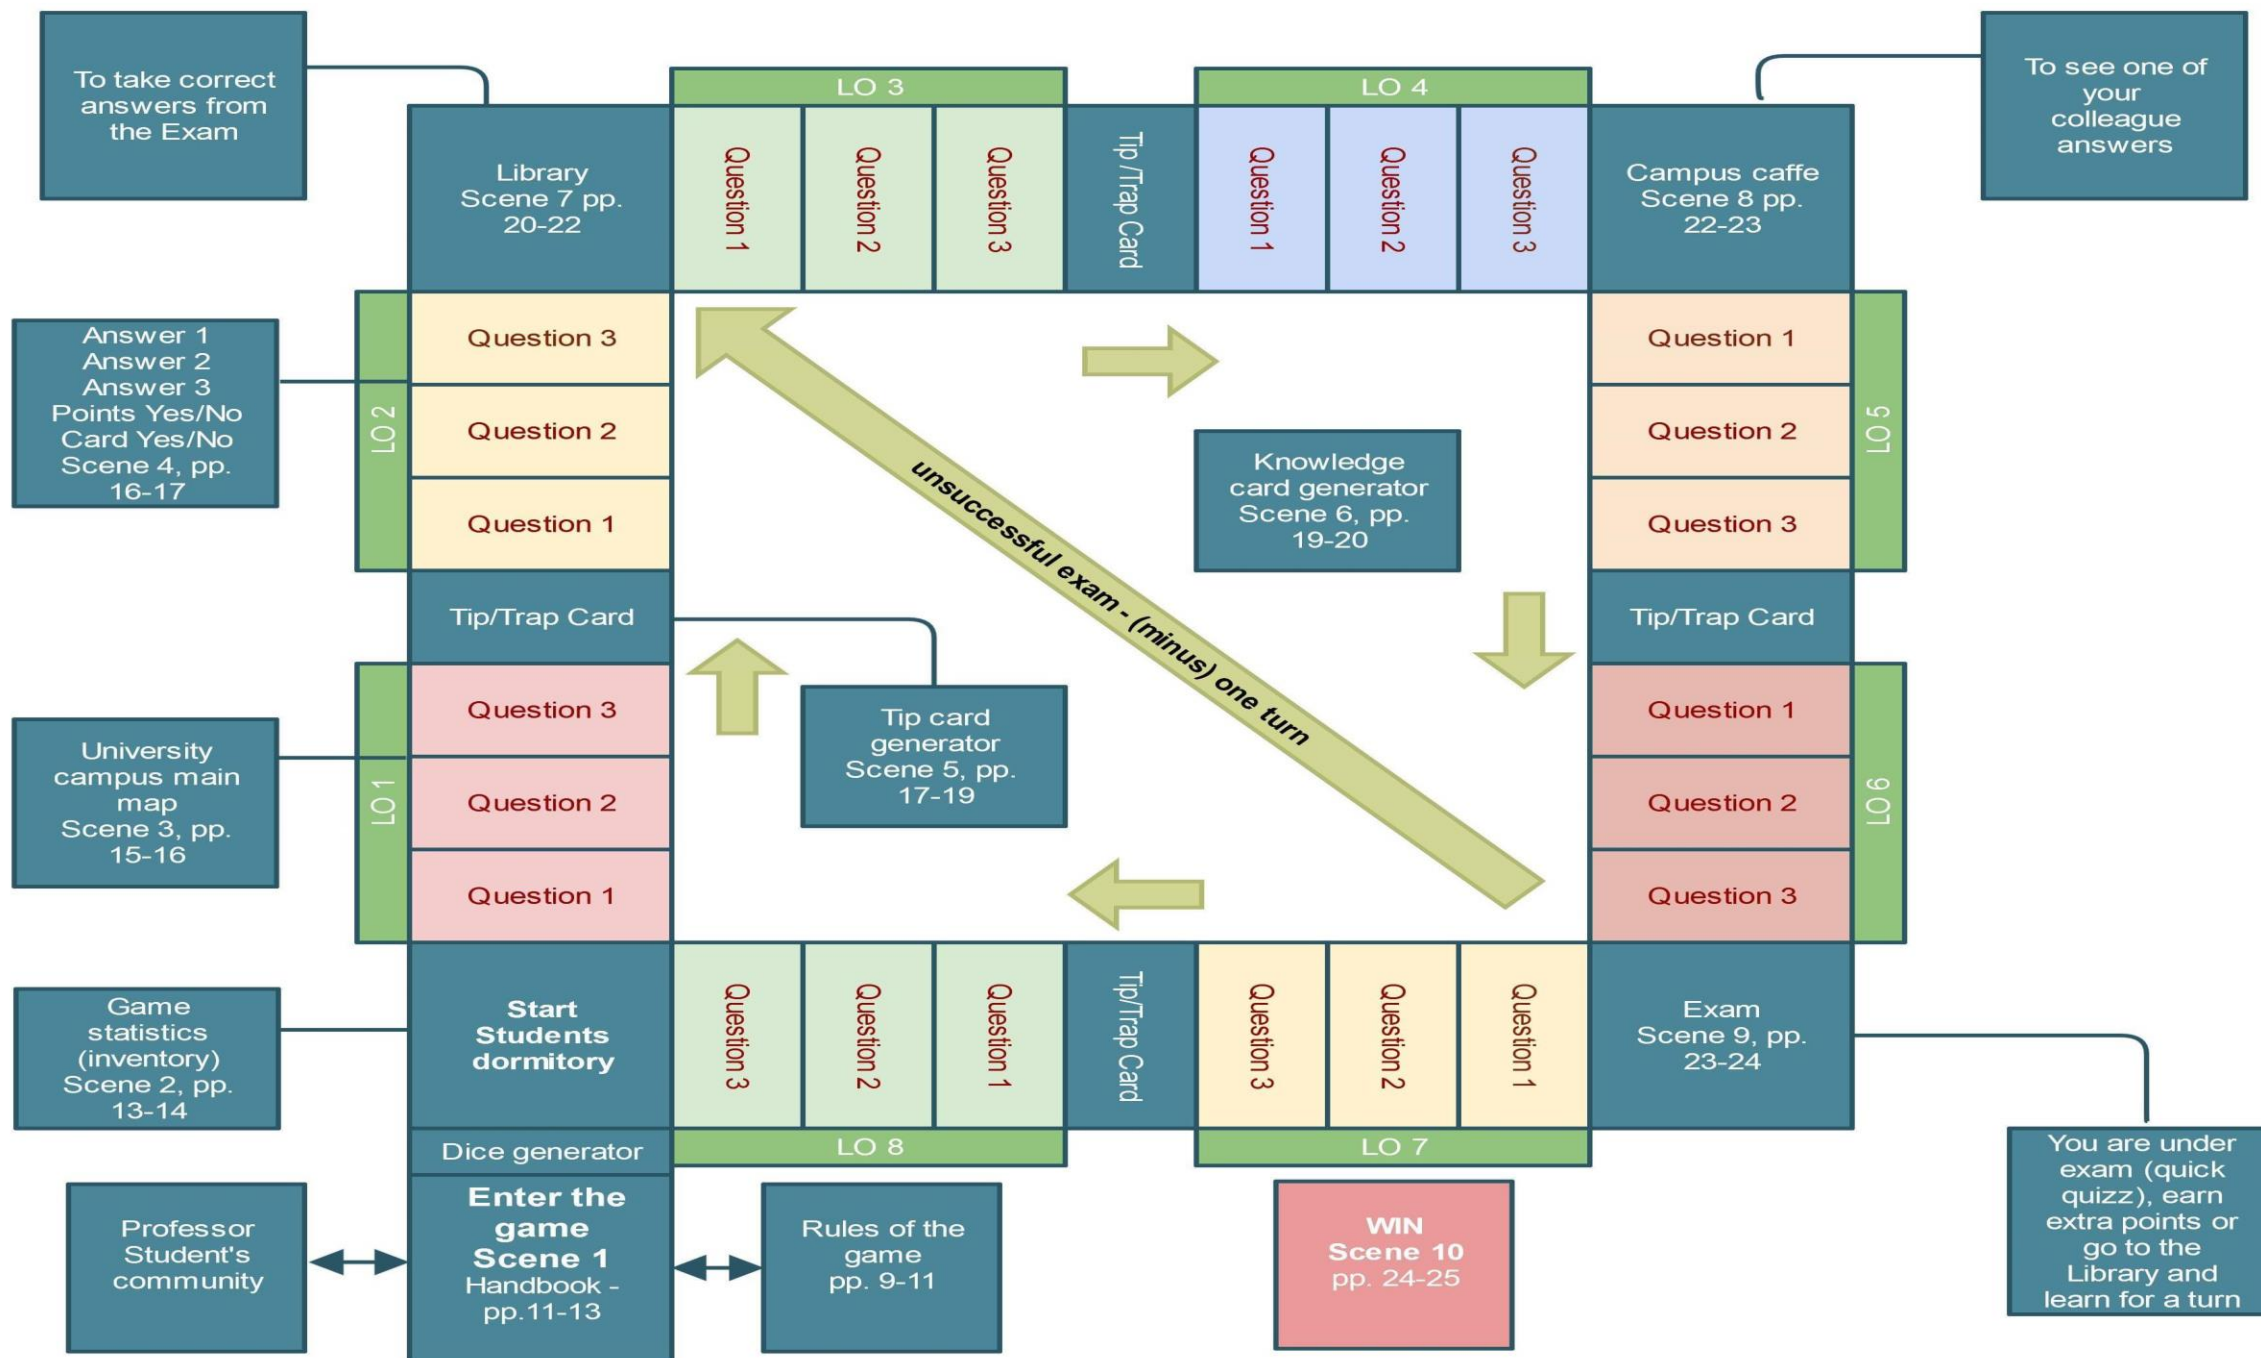 To take correct
answers from
the Exam
LO 3
LO 4
To see one of
your
colleague
answers
Library
Scene 7 pp.
20-22
Question 1
Question 2
Question 3
Tip /Trap Card
Question 1
Question 2
Question 3
Campus caffe
Scene 8 pp.
22-23
Answer 1
Answer 2
Answer 3
Points Yes/No
Card Yes/No
Scene 4, pp.
16-17
LO 2
Question 3
Question 2
Question 1
unsuccessful exam - (minus) one turn
Knowledge
card generator
Scene 6, pp.
19-20
Question 1
Question 2
Question 3
LO 5
Tip/Trap Card
Tip/Trap Card
University
campus main
map
Scene 3, pp.
15-16
LO 1
Question 3
Question 2
Question 1
Tip card
generator
Scene 5, pp.
17-19
Question 1
Question 2
Question 3
LO 6
Game
statistics
(inventory)
Scene 2, pp.
13-14
Start
Students
dormitory
Question 3
Question 2
Question 1
Tip/Trap Card
Question 3
Question 2
Question 1
Exam
Scene 9, pp.
23-24
Dice generator
LO 8
LO 7
Professor
Student's
community
Enter the
game
Scene 1
Handbook -
pp.11-13
Rules of the
game
pp. 9-11
WIN
Scene 10
pp. 24-25
You are under
exam (quick
quizz), earn
extra points or
go to the
Library and
learn for a turn